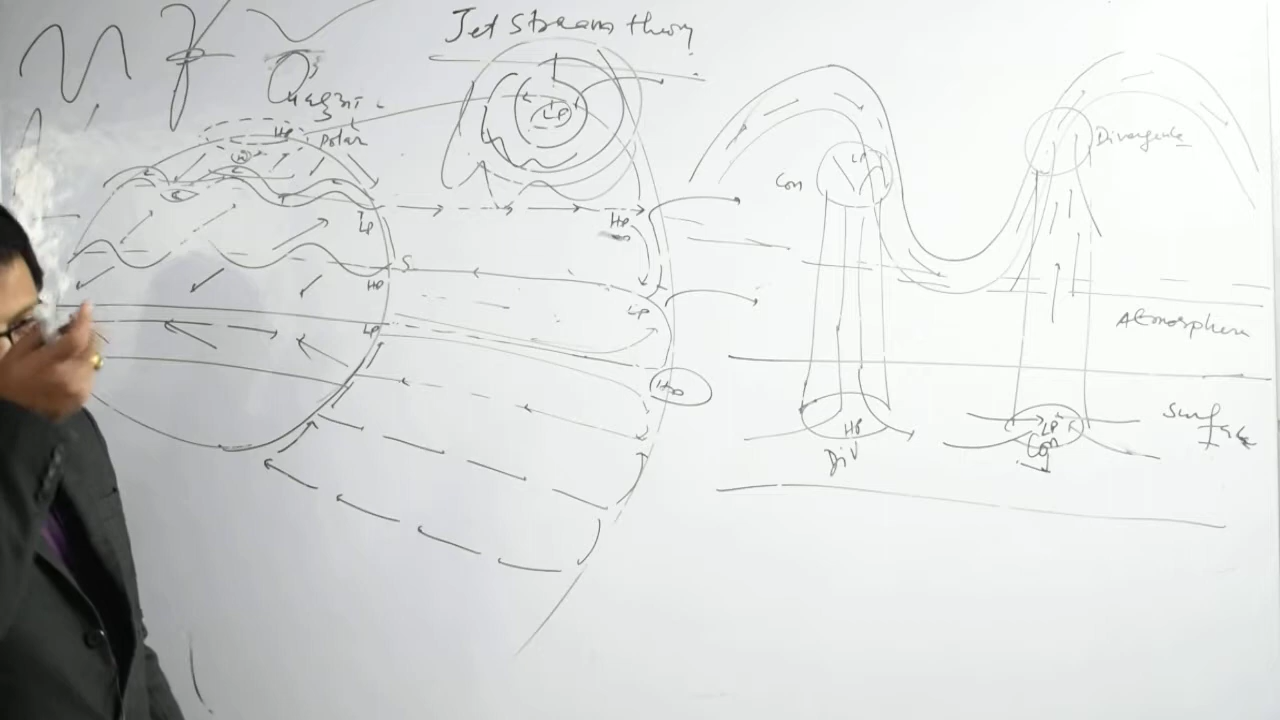 Jet Stream theory
HP
polar
LP
HP
LP
S
HP
LP
LP
HP
LP
Con
Divergente
Atmosphere
Surface
HP
Div
LP
Con